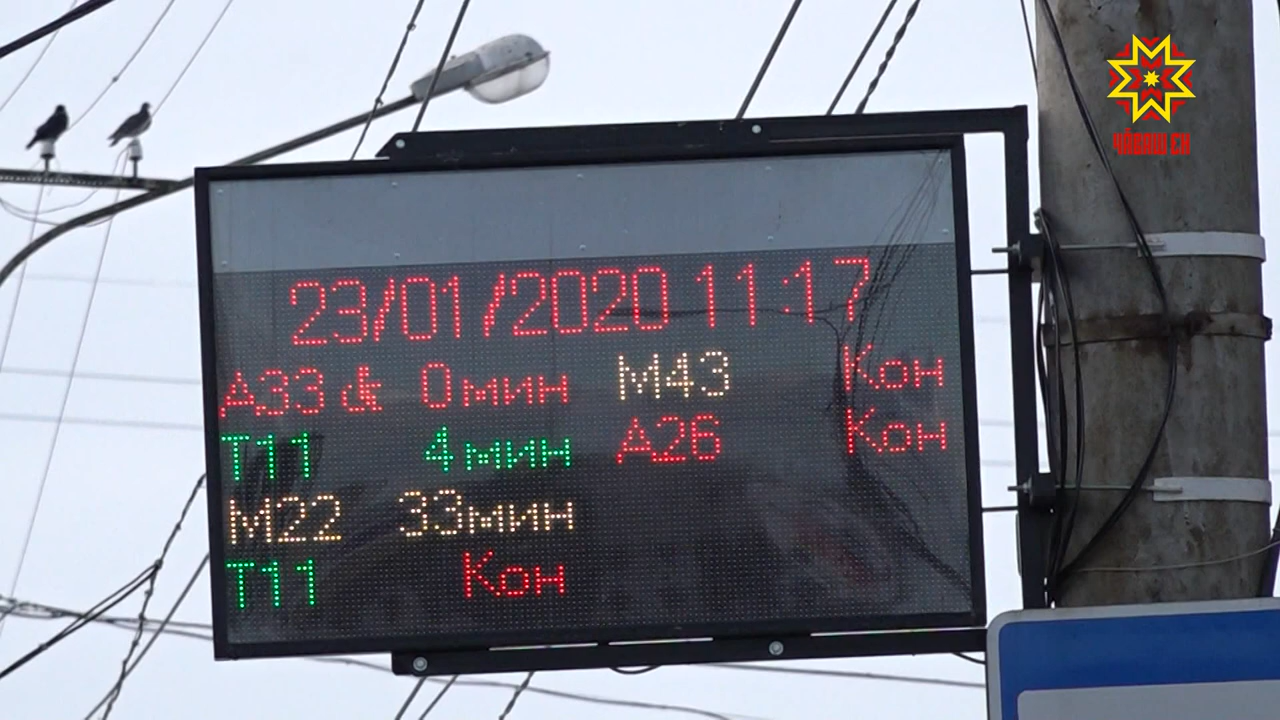 ЧӐВАШ ЕН
23/01/2020 11:17
А33 0мин М43 Кон
Т11 4мин А26 Кон
М22 33мин
Т11 Кон